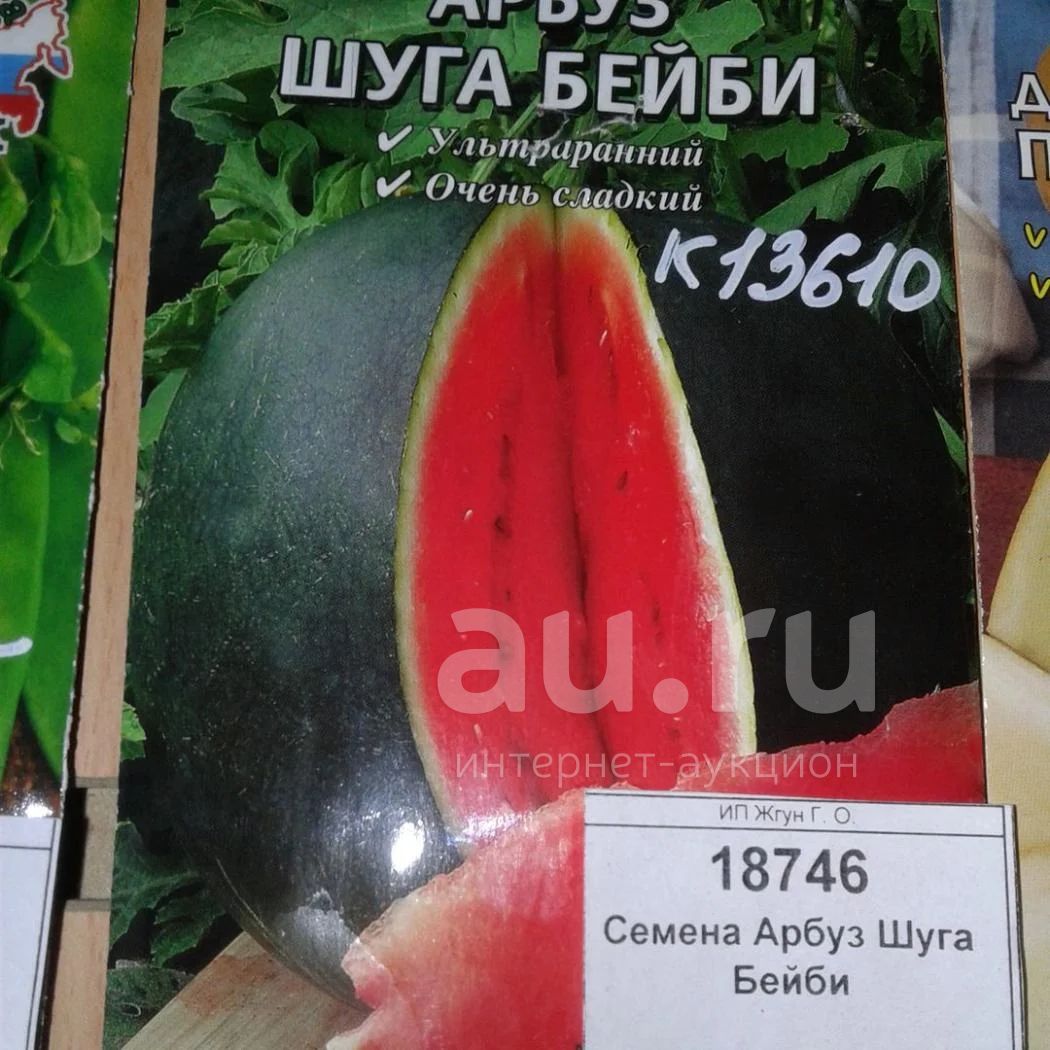 АРБУЗ
ШУГА БЕЙБИ
✔ Ультраранний
✔ Очень сладкий
К13610
au.ru
интернет-аукцион
ИП Жгун Г. О.
18746
Семена Арбуз Шуга
Бейби